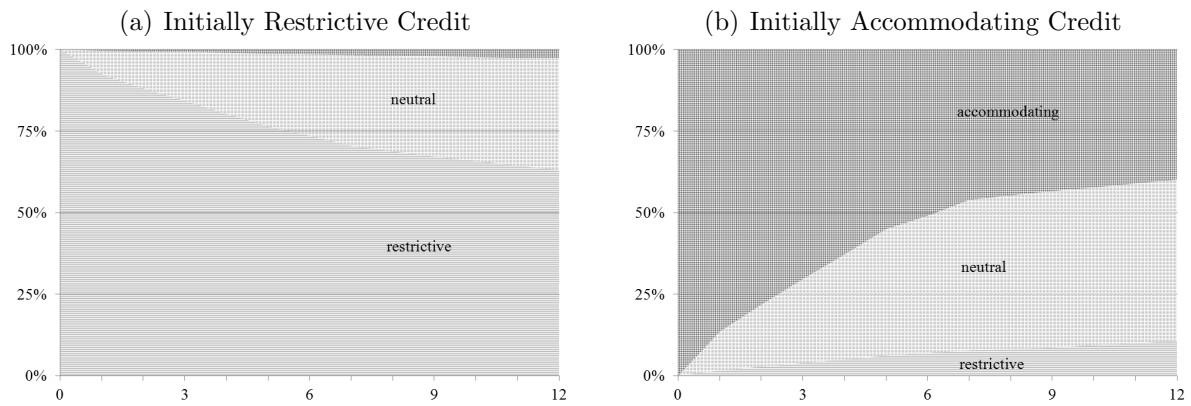 (a) Initially Restrictive Credit
100%
75%
50%
25%
0%
neutral
restrictive
0 3 6 9 12
(b) Initially Accommodating Credit
100%
75%
50%
25%
0%
accommodating
neutral
restrictive
0 3 6 9 12